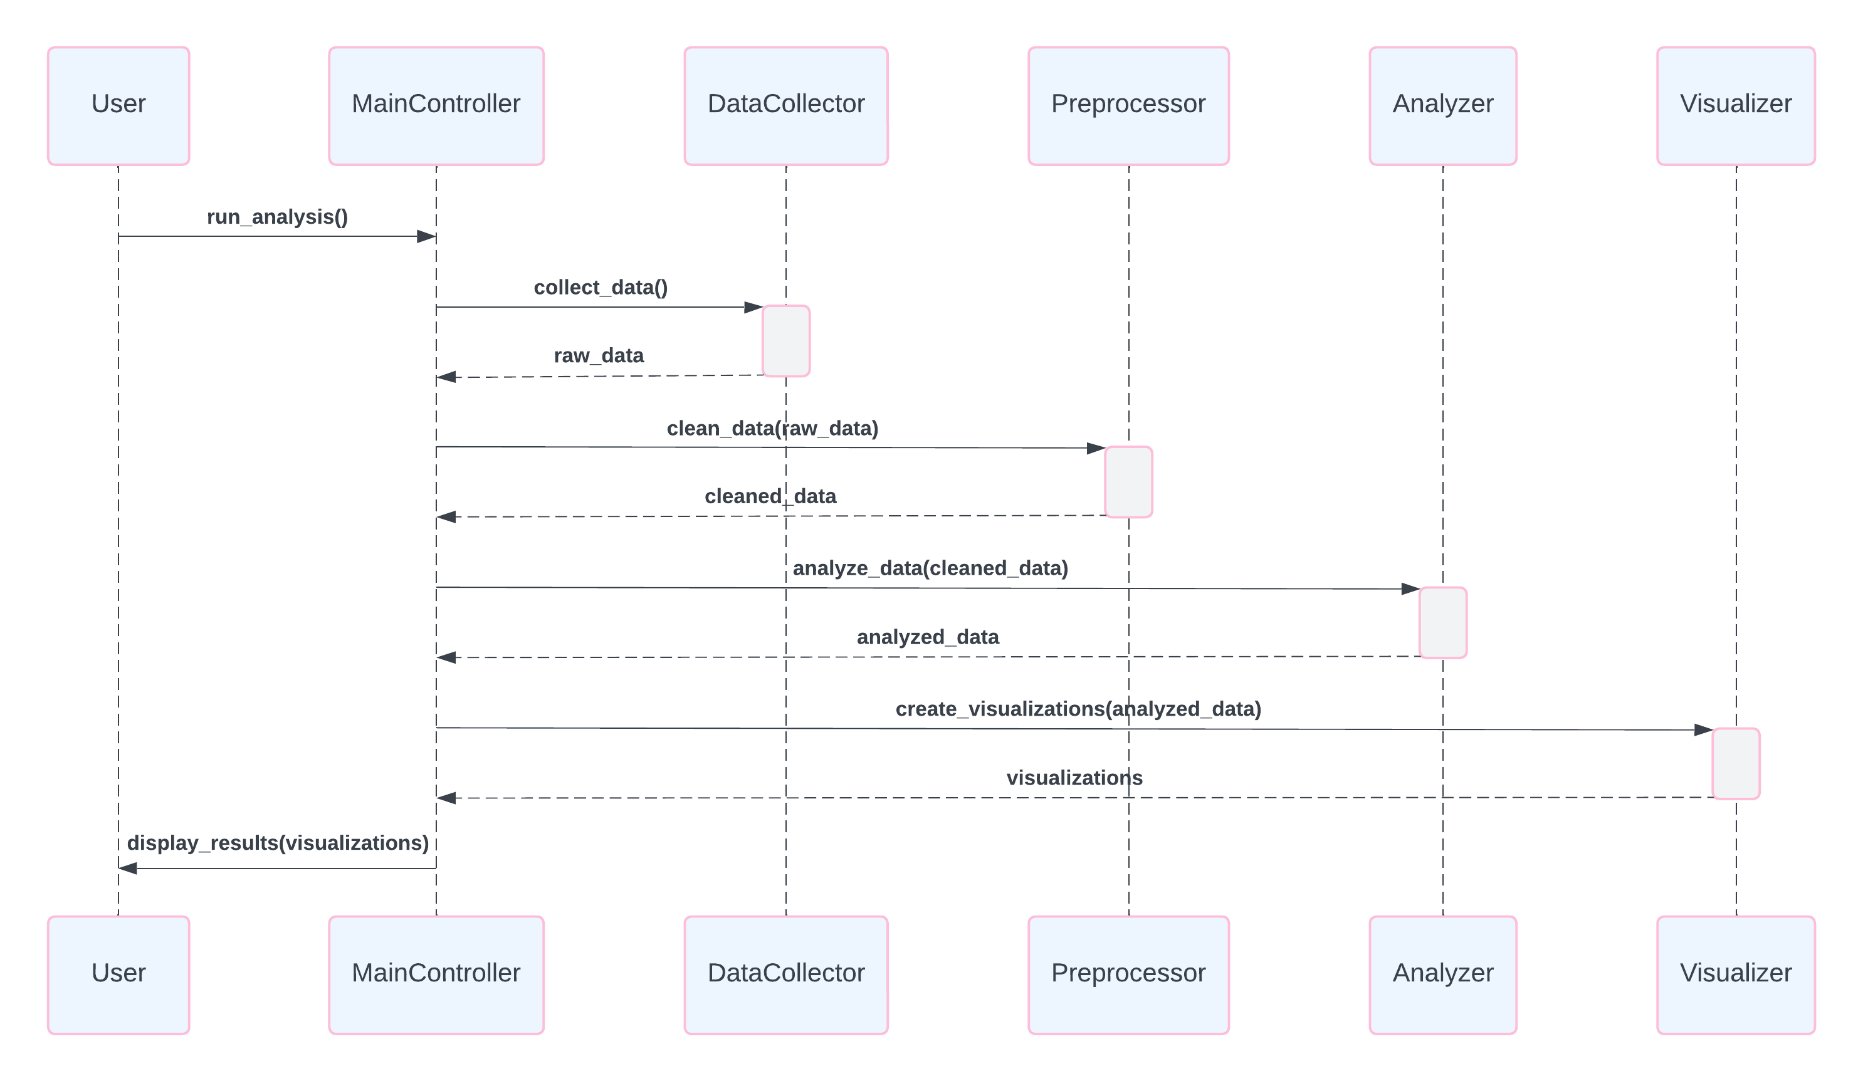 User
MainController
DataCollector
Preprocessor
Analyzer
Visualizer
run_analysis()
collect_data()
raw_data
clean_data(raw_data)
cleaned_data
analyze_data(cleaned_data)
analyzed_data
create_visualizations(analyzed_data)
visualizations
display_results(visualizations)
User
MainController
DataCollector
Preprocessor
Analyzer
Visualizer